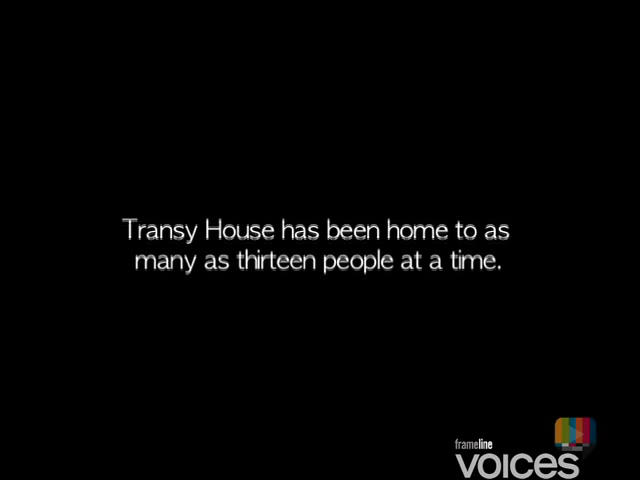 Transy House has been home to as
many as thirteen people at a time.
frameline
voices